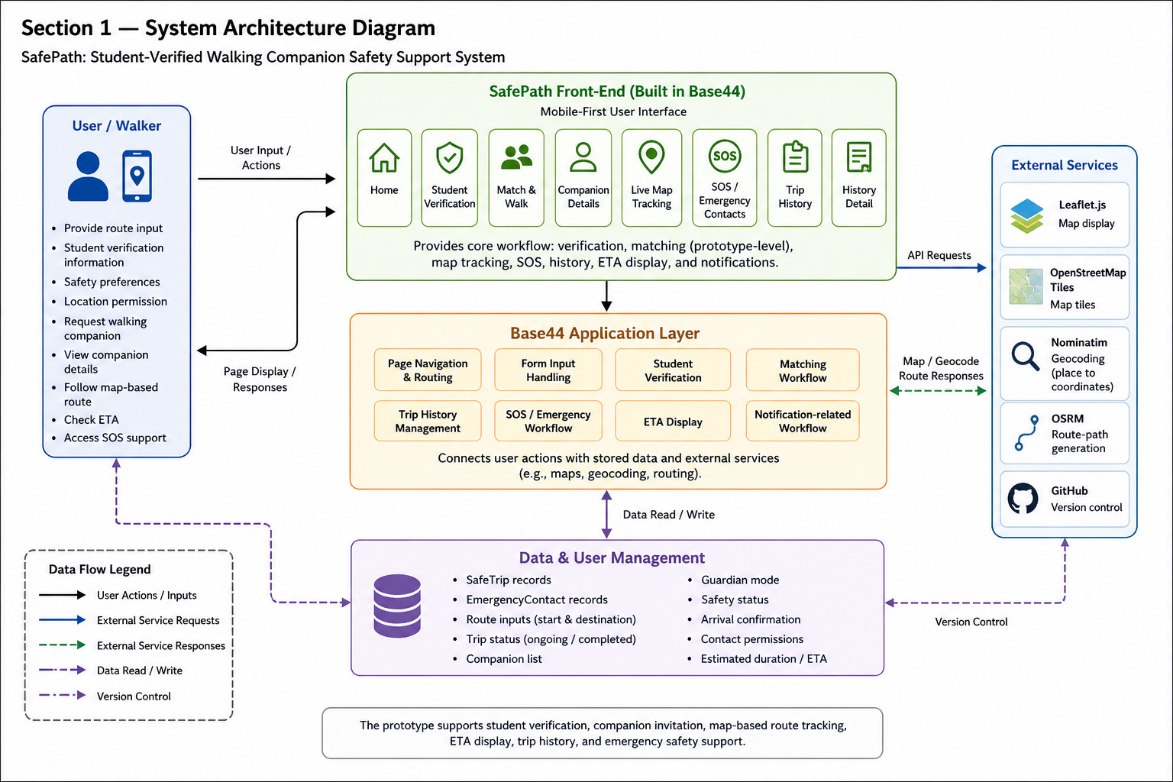 Section 1 — System Architecture Diagram
SafePath: Student-Verified Walking Companion Safety Support System
User / Walker
• Provide route input
• Student verification
information
• Safety preferences
• Location permission
• Request walking
companion
• View companion
details
• Follow map-based
route
• Check ETA
• Access SOS support
User Input /
Actions
Page Display /
Responses
SafePath Front-End (Built in Base44)
Mobile-First User Interface
Home
Student
Verification
Match &
Walk
Companion
Details
Live Map
Tracking
SOS
SOS /
Emergency
Contacts
Trip
History
History
Detail
Provides core workflow: verification, matching (prototype-level),
map tracking, SOS, history, ETA display, and notifications.
API Requests
Base44 Application Layer
Page Navigation
& Routing
Form Input
Handling
Student
Verification
Matching
Workflow
Trip History
Management
SOS / Emergency
Workflow
ETA Display
Notification-related
Workflow
Connects user actions with stored data and external services
(e.g., maps, geocoding, routing).
Map / Geocode
Route Responses
External Services
Leaflet.js
Map display
OpenStreetMap
Tiles
Map tiles
Nominatim
Geocoding
(place to
coordinates)
OSRM
Route-path
generation
GitHub
Version control
Data Read / Write
Data & User Management
• SafeTrip records
• EmergencyContact records
• Route inputs (start & destination)
• Trip status (ongoing / completed)
• Companion list
• Guardian mode
• Safety status
• Arrival confirmation
• Contact permissions
• Estimated duration / ETA
Version Control
Data Flow Legend
User Actions / Inputs
External Service Requests
External Service Responses
Data Read / Write
Version Control
The prototype supports student verification, companion invitation, map-based route tracking,
ETA display, trip history, and emergency safety support.